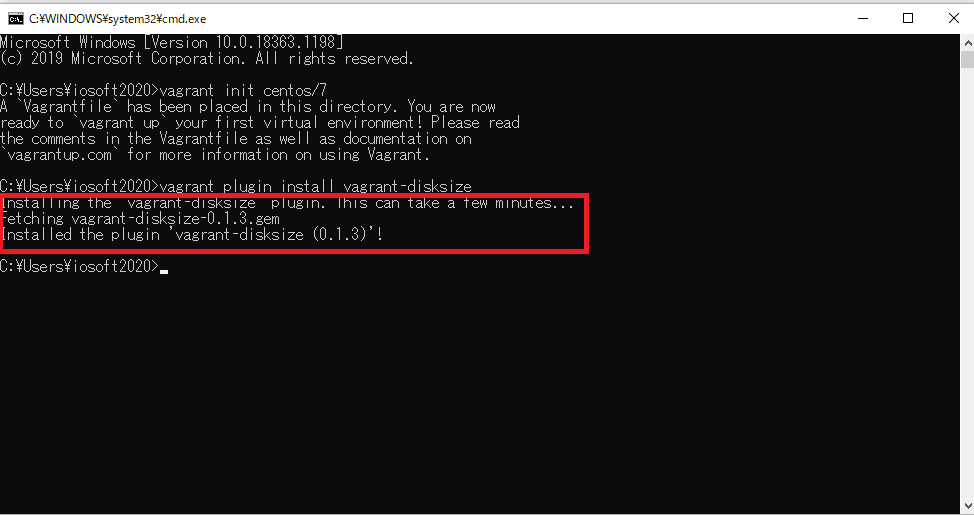 C:¥WINDOWS¥system32¥cmd.exe
Microsoft Windows [Version 10.0.18363.1198]
(c) 2019 Microsoft Corporation. All rights reserved.
C:¥Users¥iosoft2020>vagrant init centos/7
A `Vagrantfile` has been placed in this directory. You are now
ready to `vagrant up` your first virtual environment! Please read
the comments in the Vagrantfile as well as documentation on
`vagrantup.com` for more information on using Vagrant.
C:¥Users¥iosoft2020>vagrant plugin install vagrant-disksize
Installing the 'vagrant-disksize' plugin. This can take a few minutes...
Fetching vagrant-disksize-0.1.3.gem
Installed the plugin 'vagrant-disksize (0.1.3)'!
C:¥Users¥iosoft2020>